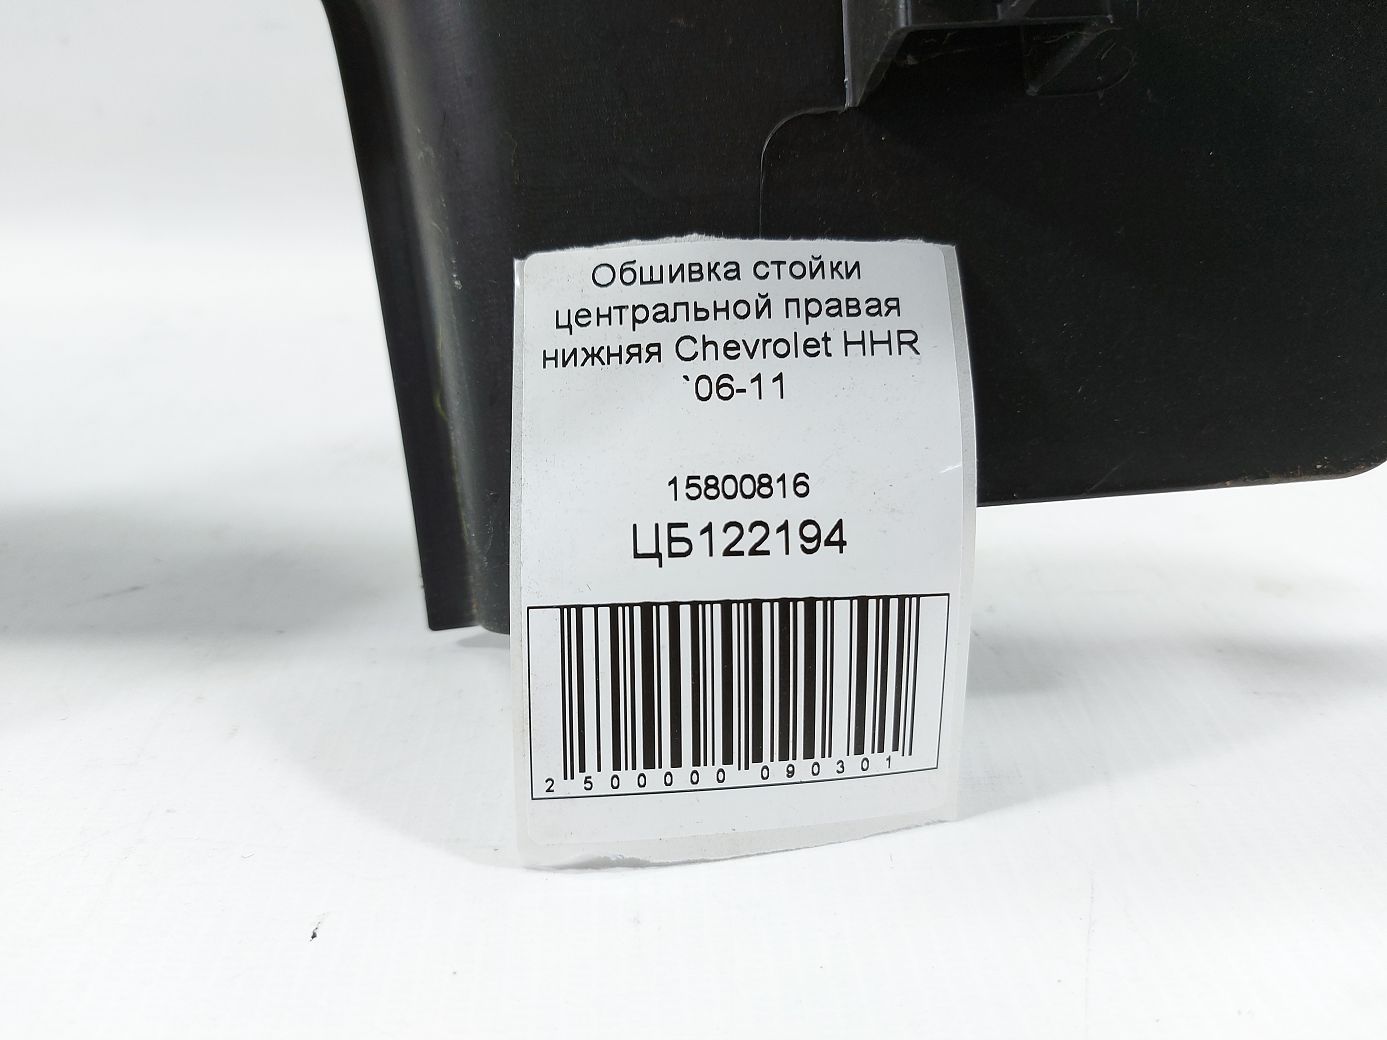 Обшивка стойки
центральной правая
нижняя Chevrolet HHR
`06-11
15800816
ЦБ122194
2 500000 090301